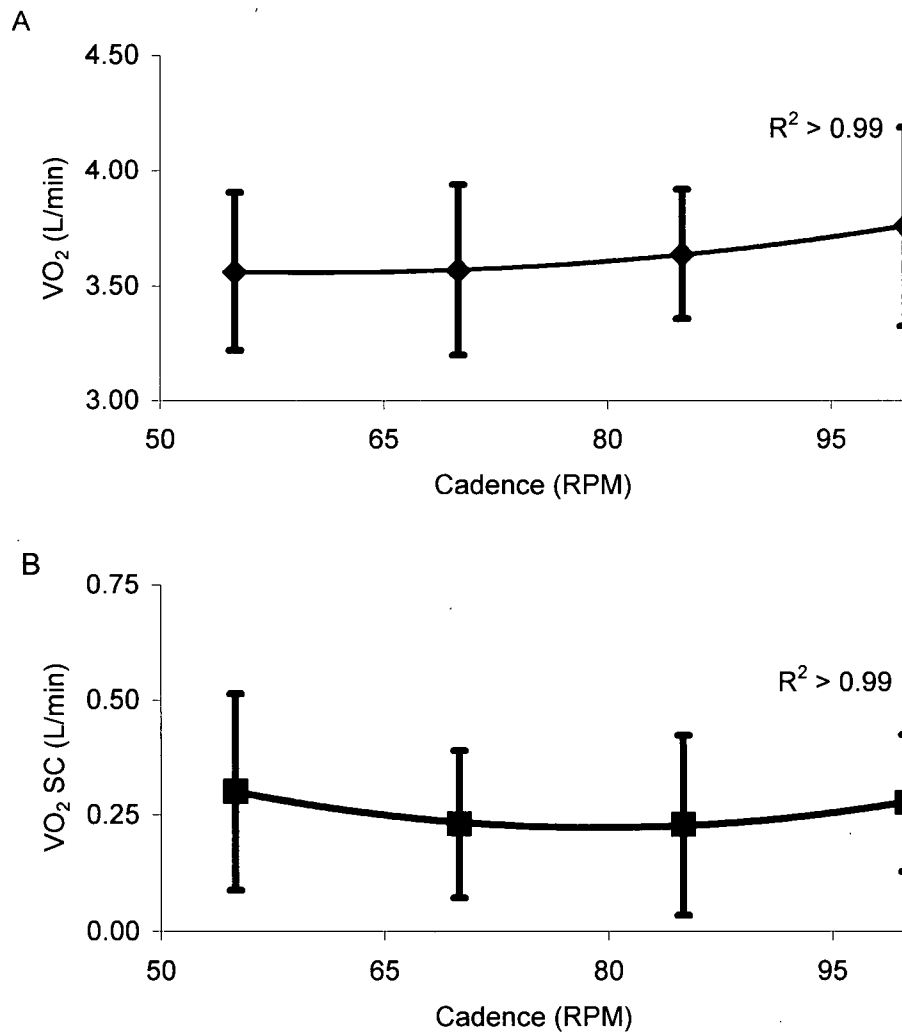 A
4.50
R² > 0.99
4.00
VO₂ (L/min)
3.50
3.00
50 65 80 95
Cadence (RPM)
B
0.75
R² > 0.99
0.50
VO₂ SC (L/min)
0.25
0.00
50 65 80 95
Cadence (RPM)